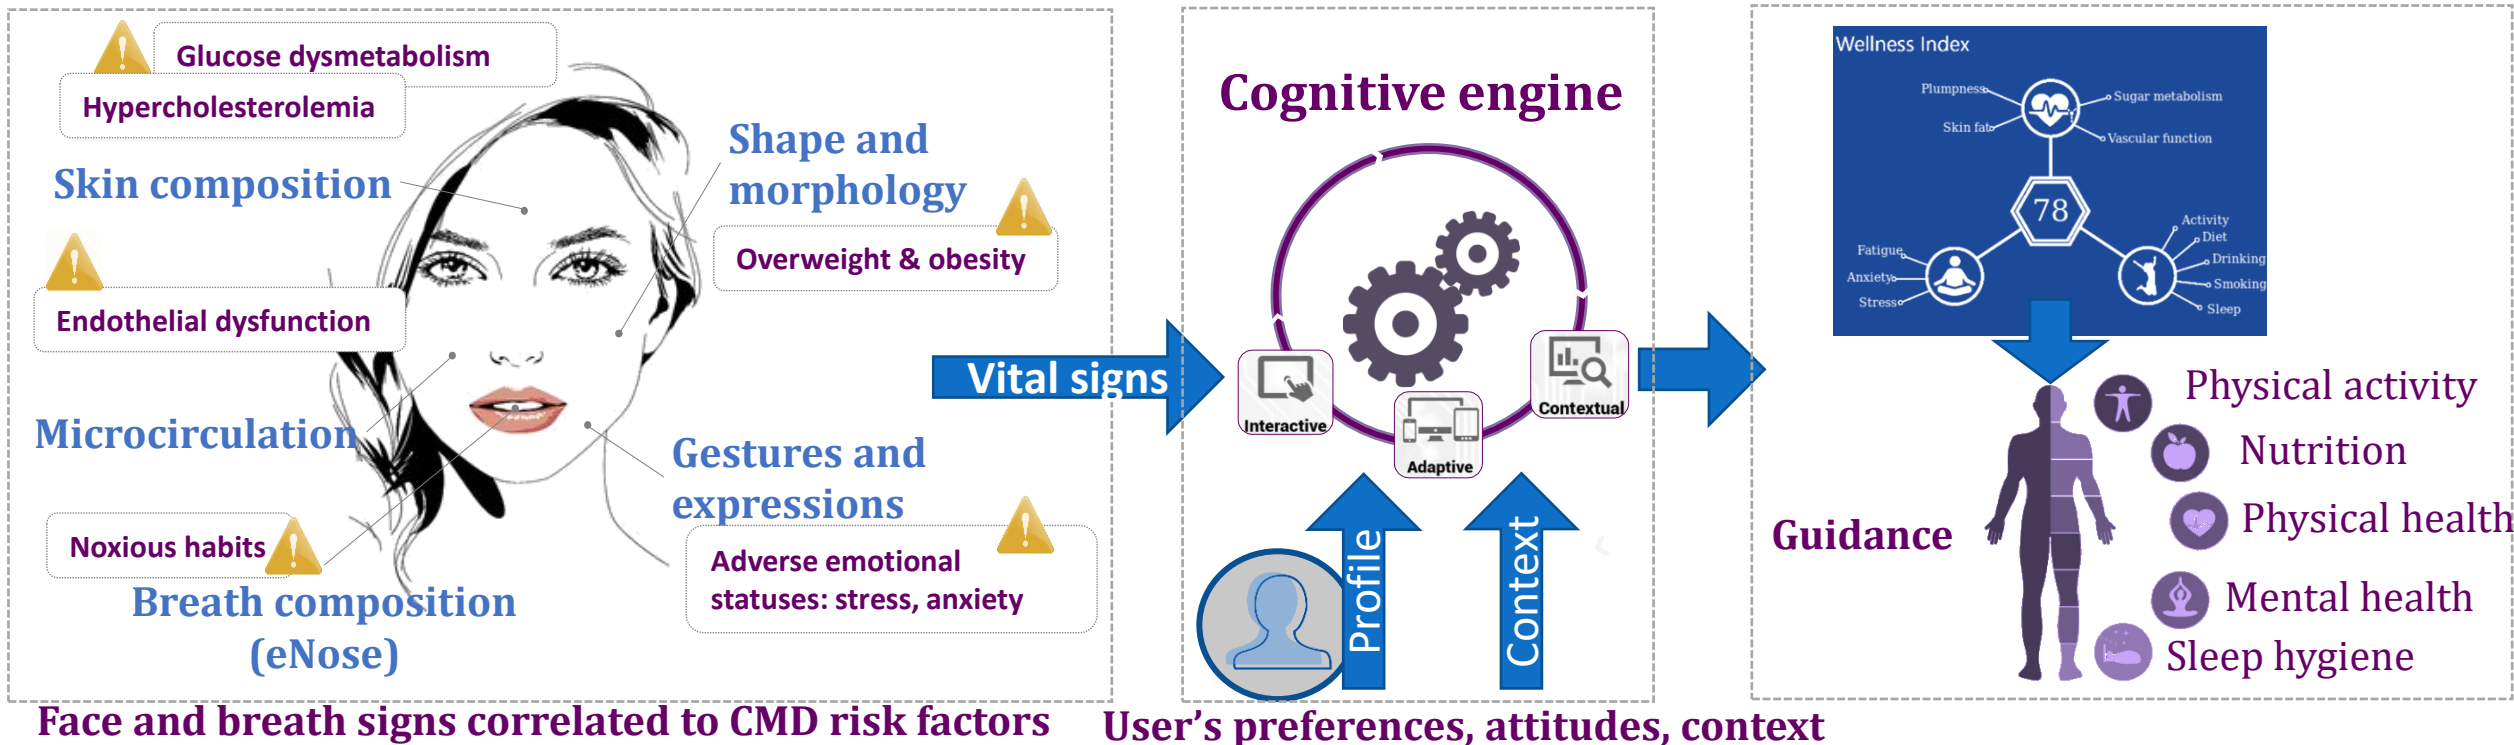 Glucose dysmetabolism
Hypercholesterolemia
Skin composition
Shape and
morphology
Overweight & obesity
Endothelial dysfunction
Microcirculation
Gestures and
expressions
Adverse emotional
statuses: stress, anxiety
Noxious habits
Breath composition
(eNose)
Face and breath signs correlated to CMD risk factors
Vital signs
Cognitive engine
Interactive
Adaptive
Contextual
Profile
Context
User’s preferences, attitudes, context
Wellness Index
Plumpness
Skin fat
Sugar metabolism
Vascular function
78
Fatigue
Anxiety
Stress
Activity
Diet
Drinking
Smoking
Sleep
Guidance
Physical activity
Nutrition
Physical health
Mental health
Sleep hygiene